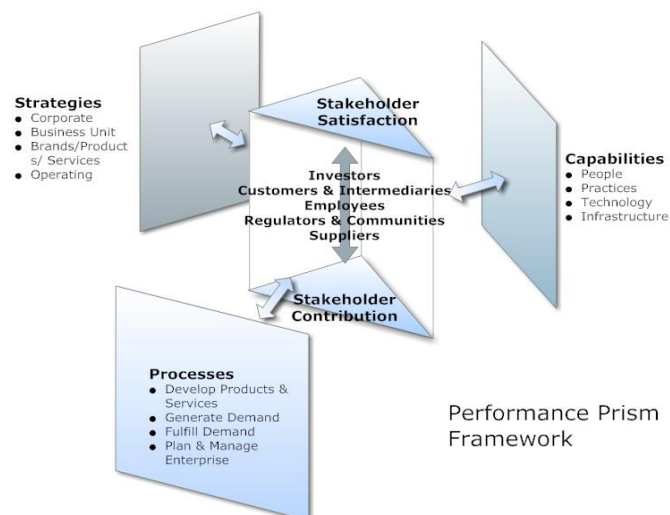 Strategies
● Corporate
● Business Unit
● Brands/Product
s/ Services
● Operating
Stakeholder
Satisfaction
Investors
Customers & Intermediaries
Employees
Regulators & Communities
Suppliers
Capabilities
● People
● Practices
● Technology
● Infrastructure
Stakeholder
Contribution
Processes
● Develop Products &
Services
● Generate Demand
● Fulfill Demand
● Plan & Manage
Enterprise
Performance Prism
Framework